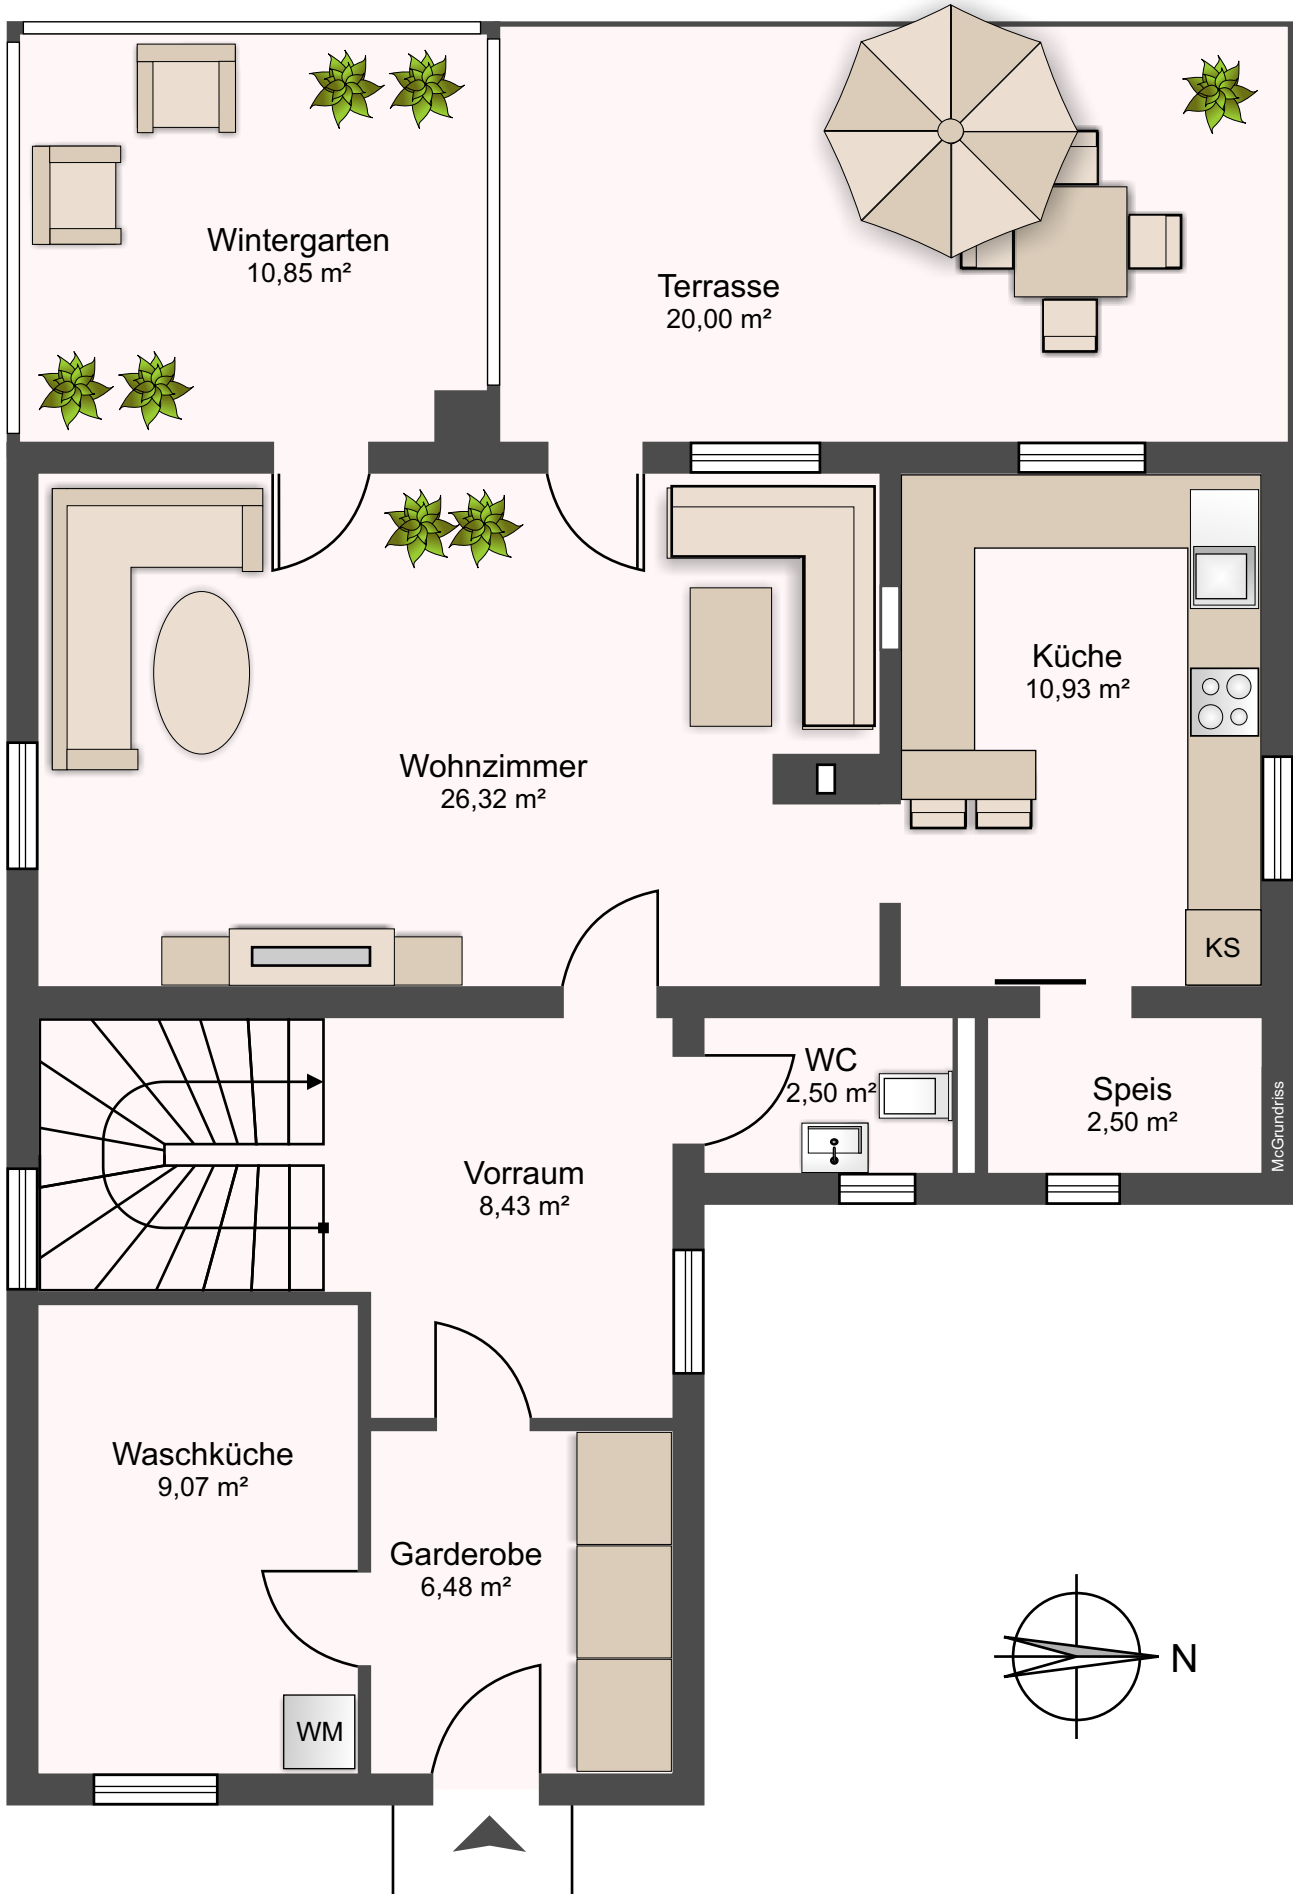 Wintergarten
10,85 m²
Terrasse
20,00 m²
Küche
10,93 m²
Wohnzimmer
26,32 m²
KS
WC
2,50 m²
Speis
2,50 m²
McGrundriss
Vorraum
8,43 m²
Waschküche
9,07 m²
Garderobe
6,48 m²
N
WM